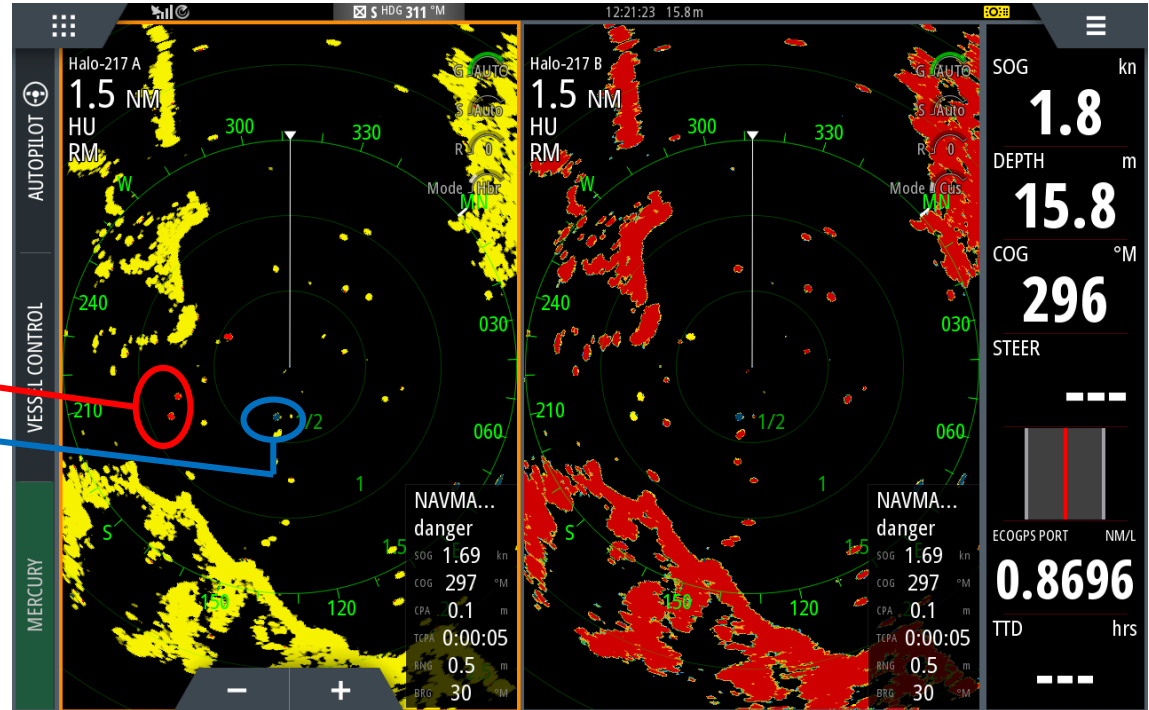 S HDG 311 °M
12:21:23 15.8 m
AUTOPILOT
VESSEL CONTROL
MERCURY
Halo-217 A
1.5 NM
HU
RM
G AUTO
S Auto
R 0
Mode Hbr
300
330
W
MN
240
030
210
060
1/2
1
1.5
E
S
150
120
NAVMA...
danger
SOG 1.69 kn
COG 297 °M
CPA 0.1 m
TCPA 0:00:05
RNG 0.5 m
BRG 30 °M
− +
Halo-217 B
1.5 NM
HU
RM
G AUTO
S Auto
R 0
Mode Cus
300
330
W
MN
240
030
210
060
1/2
1
S
150
120
NAVMA...
danger
SOG 1.69 kn
COG 297 °M
CPA 0.1 m
TCPA 0:00:05
RNG 0.5 m
BRG 30 °M
SOG kn
1.8
DEPTH m
15.8
COG °M
296
STEER
---
ECOGPS PORT NM/L
0.8696
TTD hrs
---